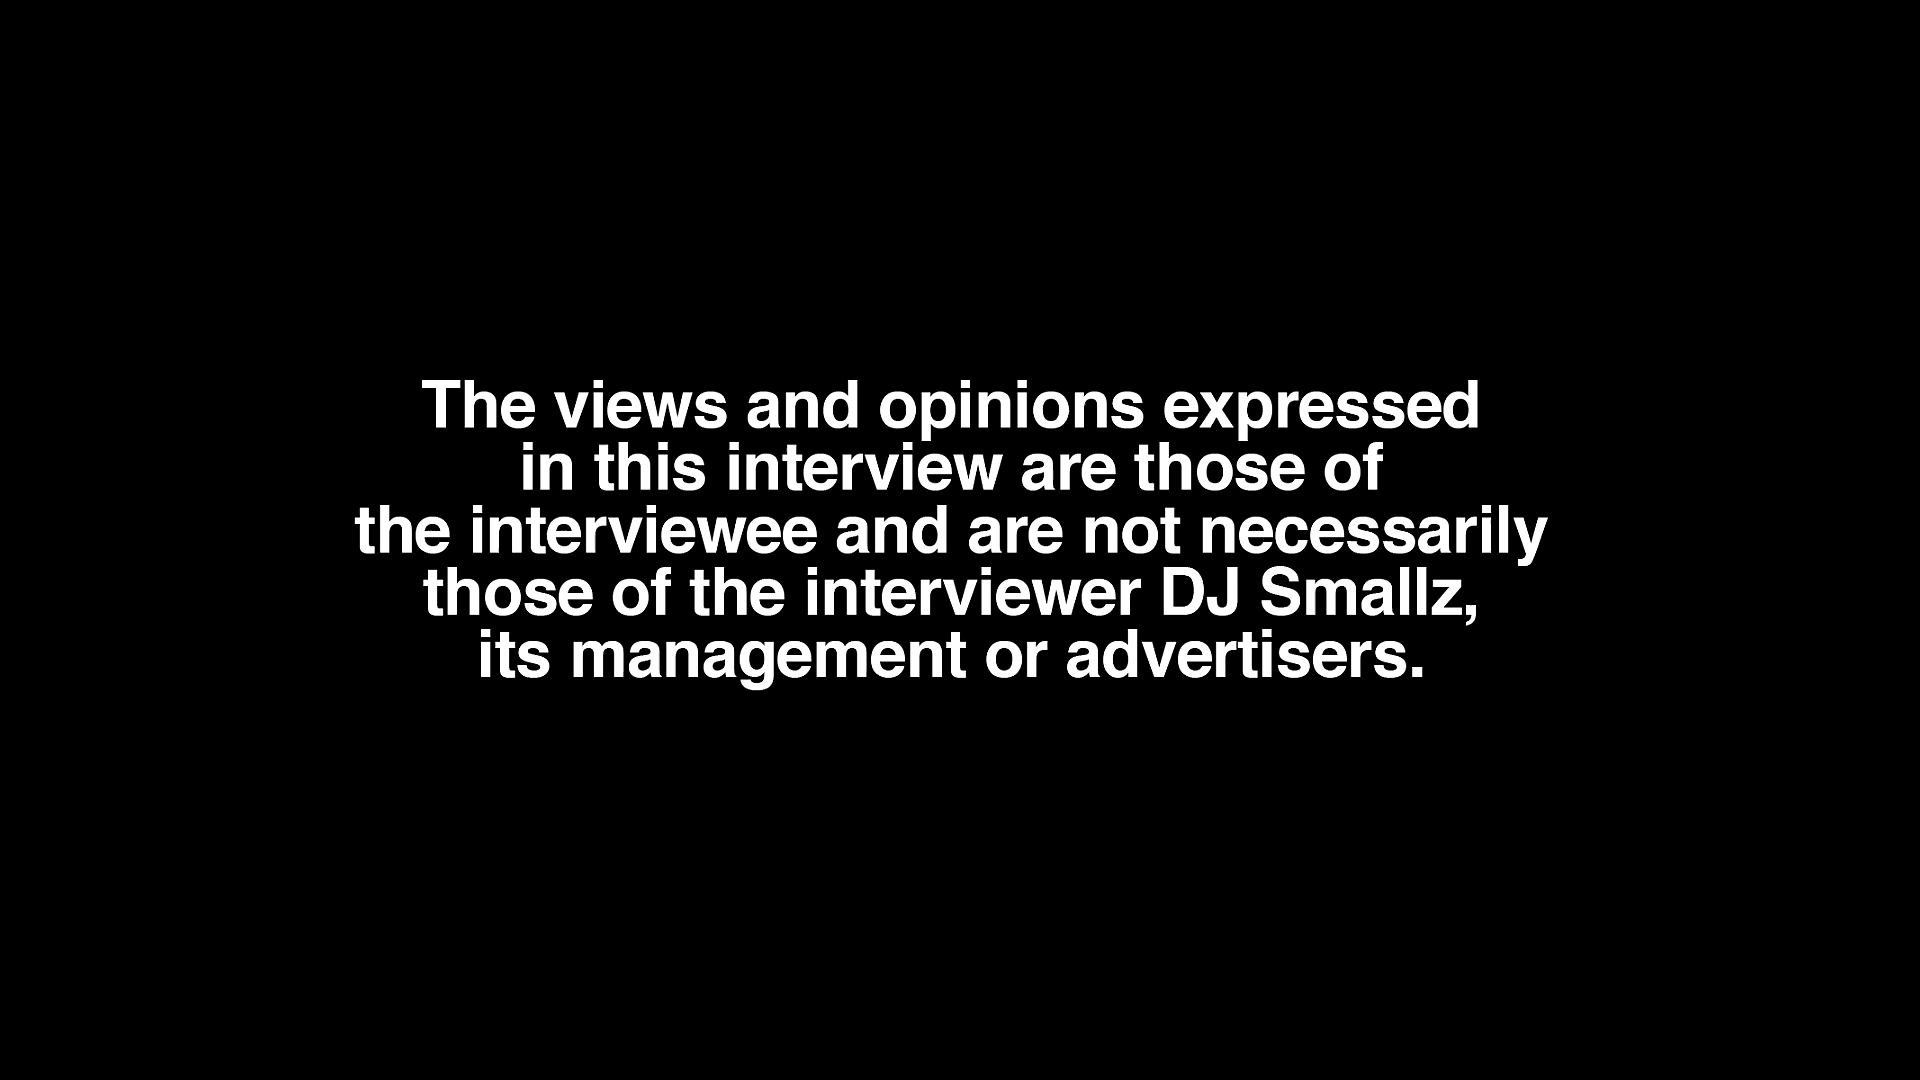 The views and opinions expressed
in this interview are those of
the interviewee and are not necessarily
those of the interviewer DJ Smallz,
its management or advertisers.